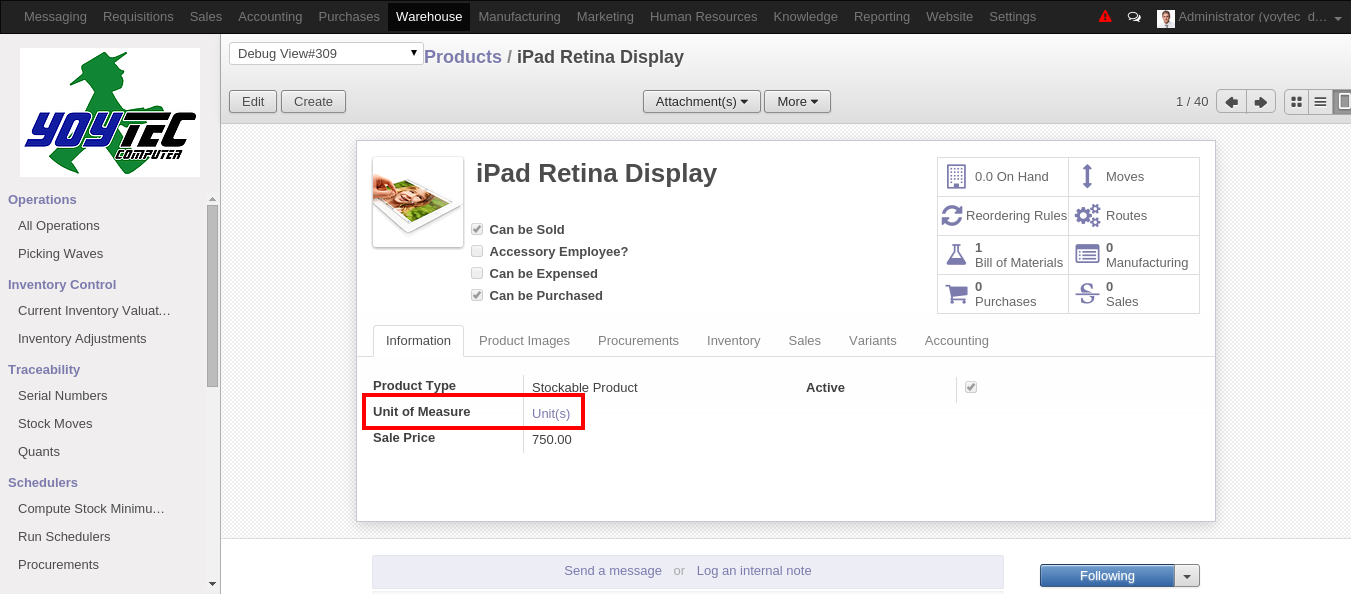 Messaging Requisitions Sales Accounting Purchases Warehouse Manufacturing Marketing Human Resources Knowledge Reporting Website Settings Administrator (yoytec_d…
Debug View#309 Products / iPad Retina Display
Edit Create Attachment(s) More 1 / 40
YOYTEC
COMPUTER
Operations
All Operations
Picking Waves
Inventory Control
Current Inventory Valuat…
Inventory Adjustments
Traceability
Serial Numbers
Stock Moves
Quants
Schedulers
Compute Stock Minimu…
Run Schedulers
Procurements
iPad Retina Display
Can be Sold
Accessory Employee?
Can be Expensed
Can be Purchased
0.0 On Hand Moves
Reordering Rules Routes
1 0
Bill of Materials Manufacturing
0 0
Purchases Sales
Information Product Images Procurements Inventory Sales Variants Accounting
Product Type Stockable Product Active
Unit of Measure Unit(s)
Sale Price 750.00
Send a message or Log an internal note
Following